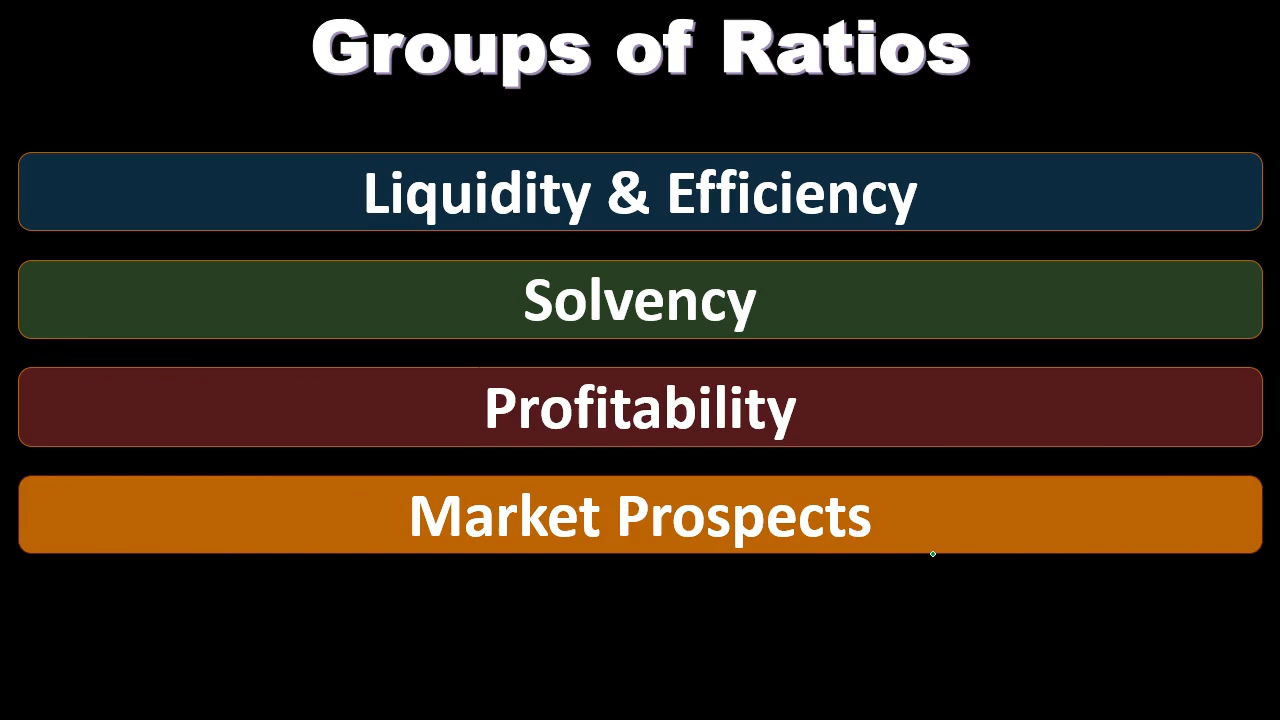 Groups of Ratios
Liquidity & Efficiency
Solvency
Profitability
Market Prospects